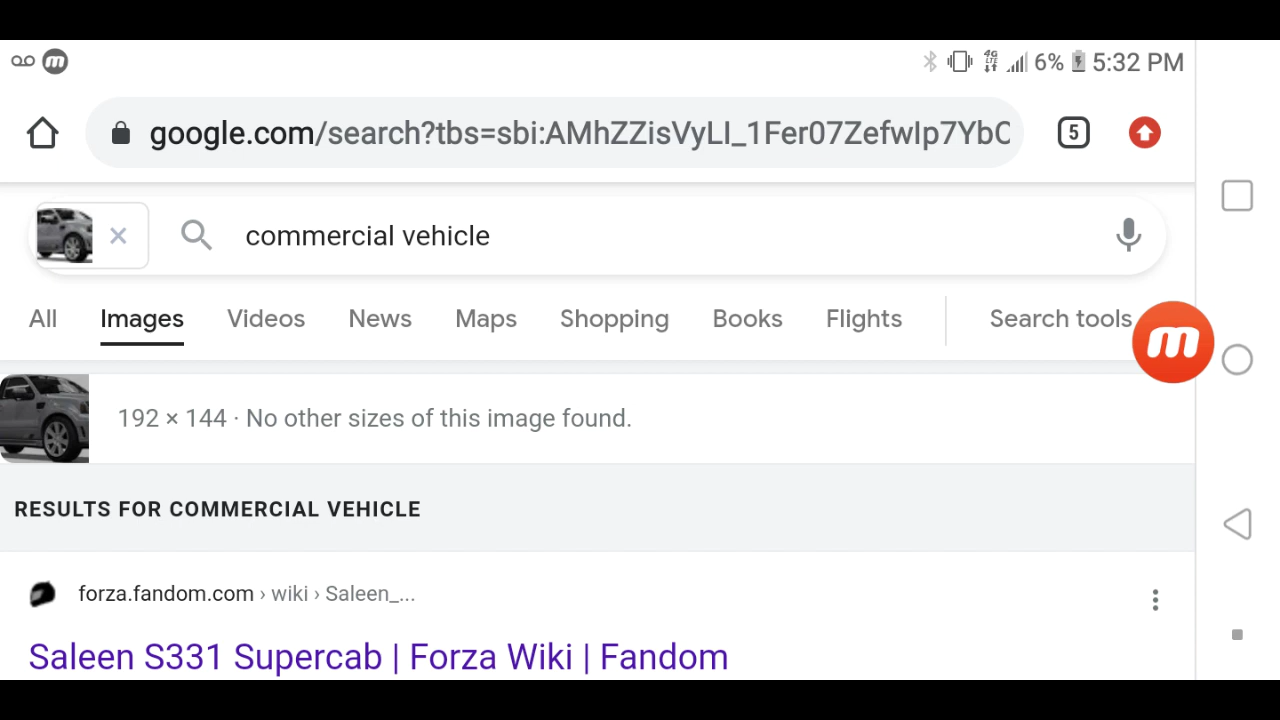 6% 5:32 PM
google.com/search?tbs=sbi:AMhZZisVyLI_1Fer07ZefwIp7YbC
5
commercial vehicle
All Images Videos News Maps Shopping Books Flights Search tools
192 × 144 · No other sizes of this image found.
RESULTS FOR COMMERCIAL VEHICLE
forza.fandom.com › wiki › Saleen_...
Saleen S331 Supercab | Forza Wiki | Fandom